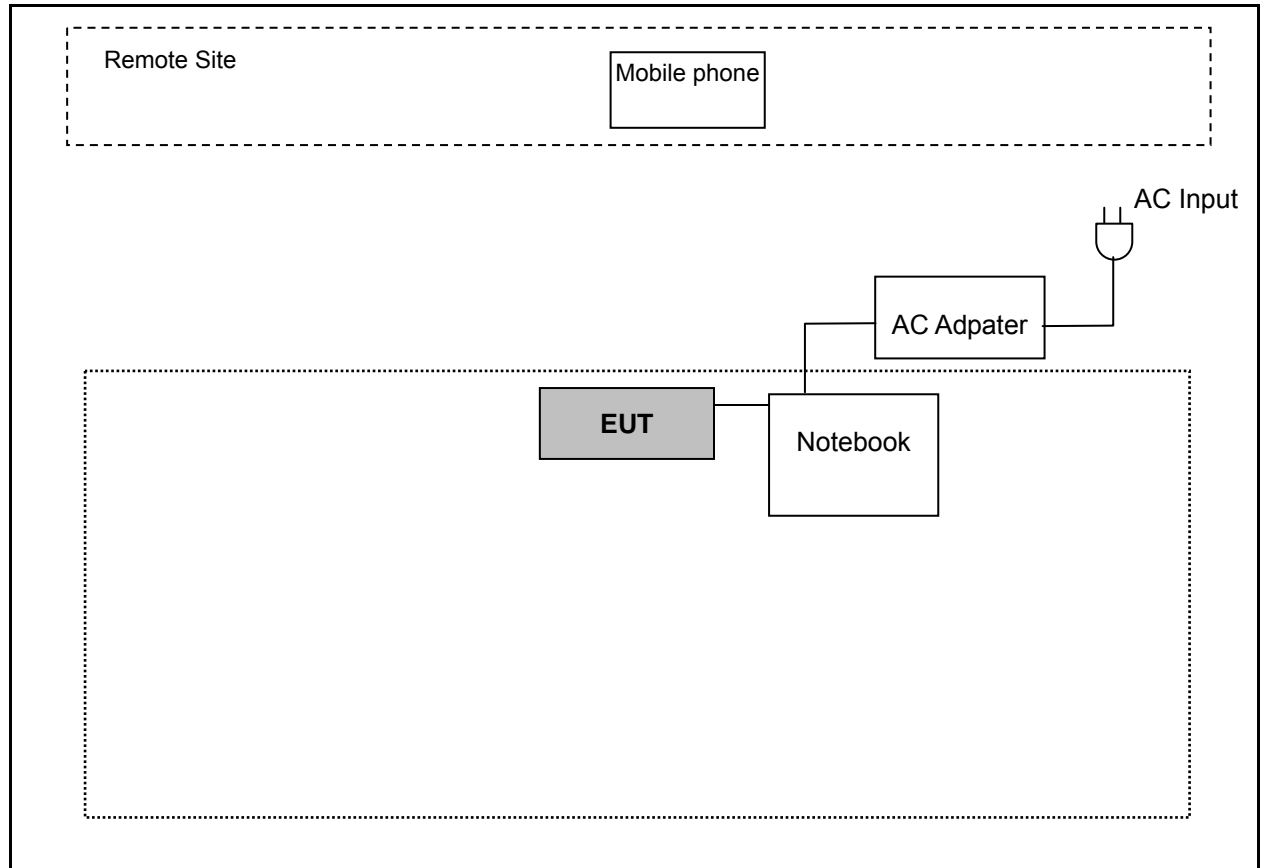 Remote Site
Mobile phone
AC Input
AC Adpater
EUT
Notebook